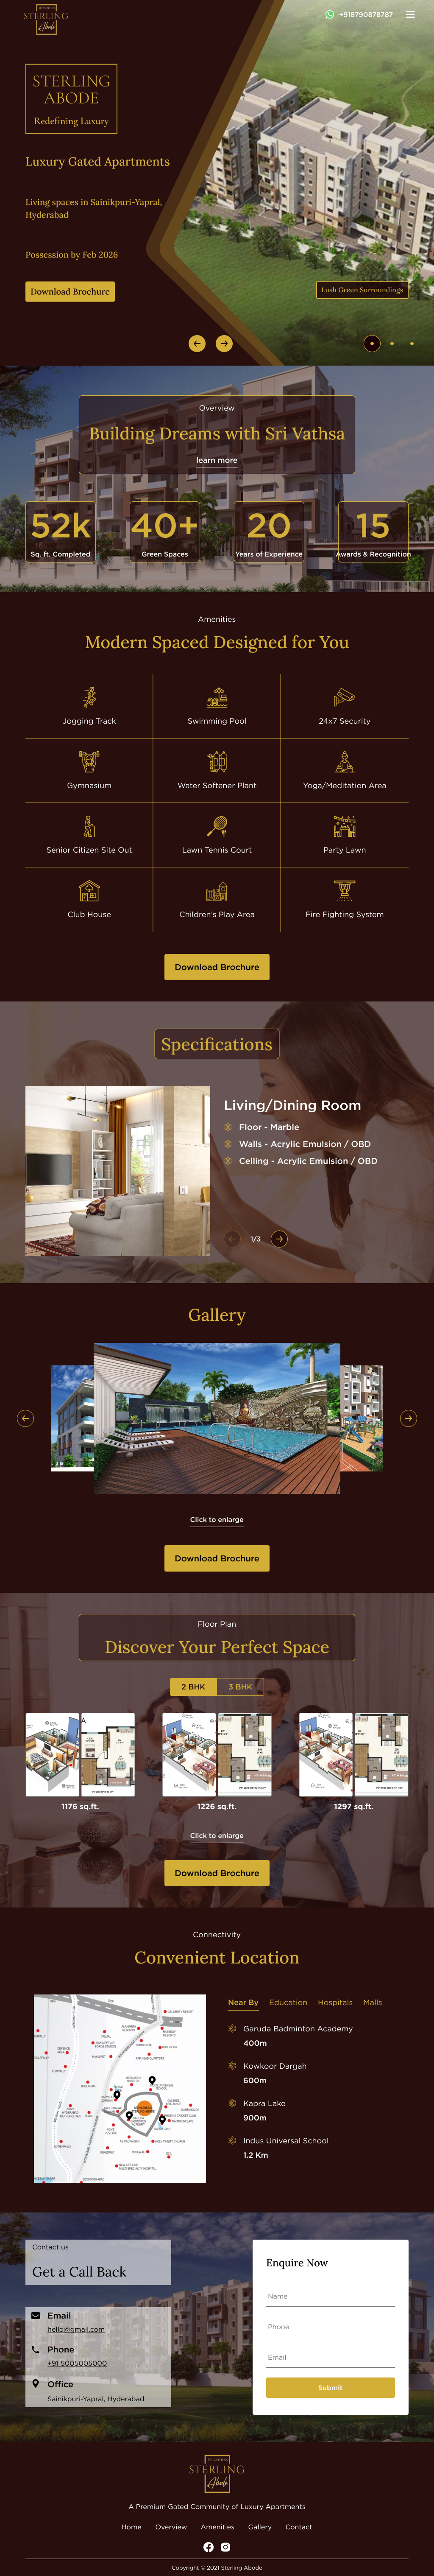 STERLING
Abode
+918790878787
STERLING
ABODE
Redefining Luxury
Luxury Gated Apartments
Living spaces in Sainikpuri-Yapral,
Hyderabad
Possession by Feb 2026
Download Brochure
Lush Green Surroundings
Overview
Building Dreams with Sri Vathsa
learn more
52k
Sq. ft. Completed
40+
Green Spaces
20
Years of Experience
15
Awards & Recognition
Amenities
Modern Spaced Designed for You
Jogging Track
Swimming Pool
24x7 Security
Gymnasium
Water Softener Plant
Yoga/Meditation Area
Senior Citizen Site Out
Lawn Tennis Court
Party Lawn
Club House
Children's Play Area
Fire Fighting System
Download Brochure
Specifications
Living/Dining Room
Floor - Marble
Walls - Acrylic Emulsion / OBD
Celling - Acrylic Emulsion / OBD
1/3
Gallery
Click to enlarge
Download Brochure
Floor Plan
Discover Your Perfect Space
2 BHK
3 BHK
1176 sq.ft.
1226 sq.ft.
1297 sq.ft.
Click to enlarge
Download Brochure
Connectivity
Convenient Location
Near By
Education
Hospitals
Malls
Garuda Badminton Academy
400m
Kowkoor Dargah
600m
Kapra Lake
900m
Indus Universal School
1.2 Km
Contact us
Get a Call Back
Email
hello@gmail.com
Phone
+91 5005005000
Office
Sainikpuri-Yapral, Hyderabad
Enquire Now
Name
Phone
Email
Submit
STERLING
Abode
A Premium Gated Community of Luxury Apartments
Home
Overview
Amenities
Gallery
Contact
Copyright © 2021 Sterling Abode